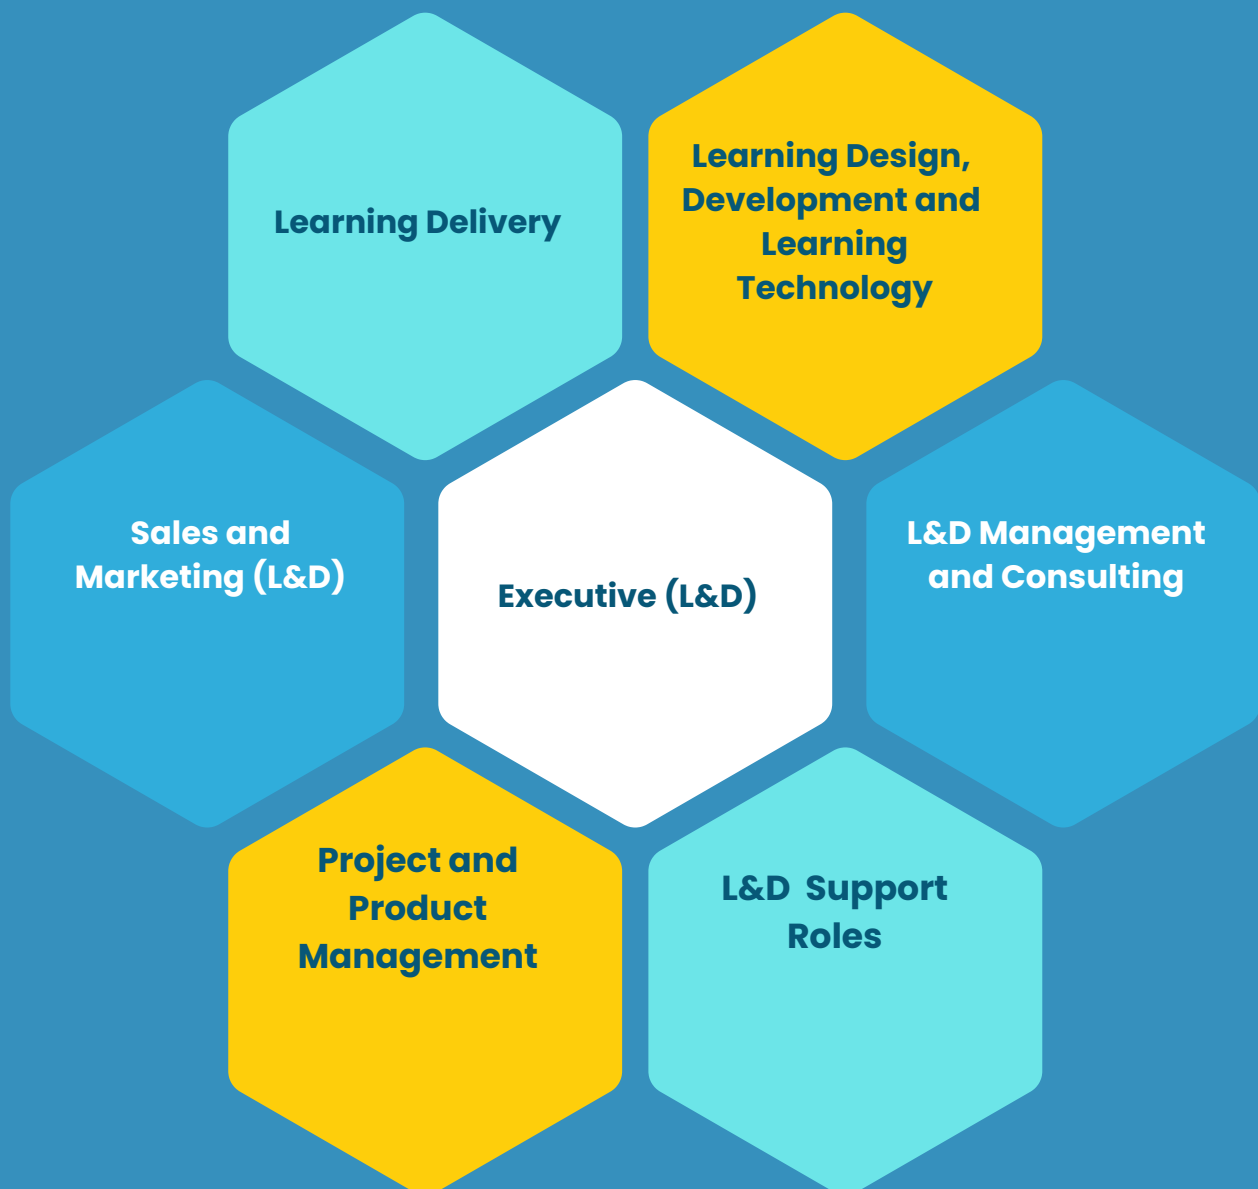 Learning Delivery
Learning Design,
Development and
Learning
Technology
Sales and
Marketing (L&D)
Executive (L&D)
L&D Management
and Consulting
Project and
Product
Management
L&D  Support
Roles